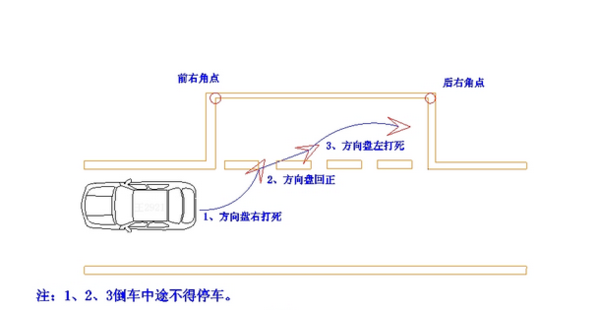 前右角点
后右角点
3、方向盘左打死
2、方向盘回正
1、方向盘右打死
注：1、2、3倒车中途不得停车。